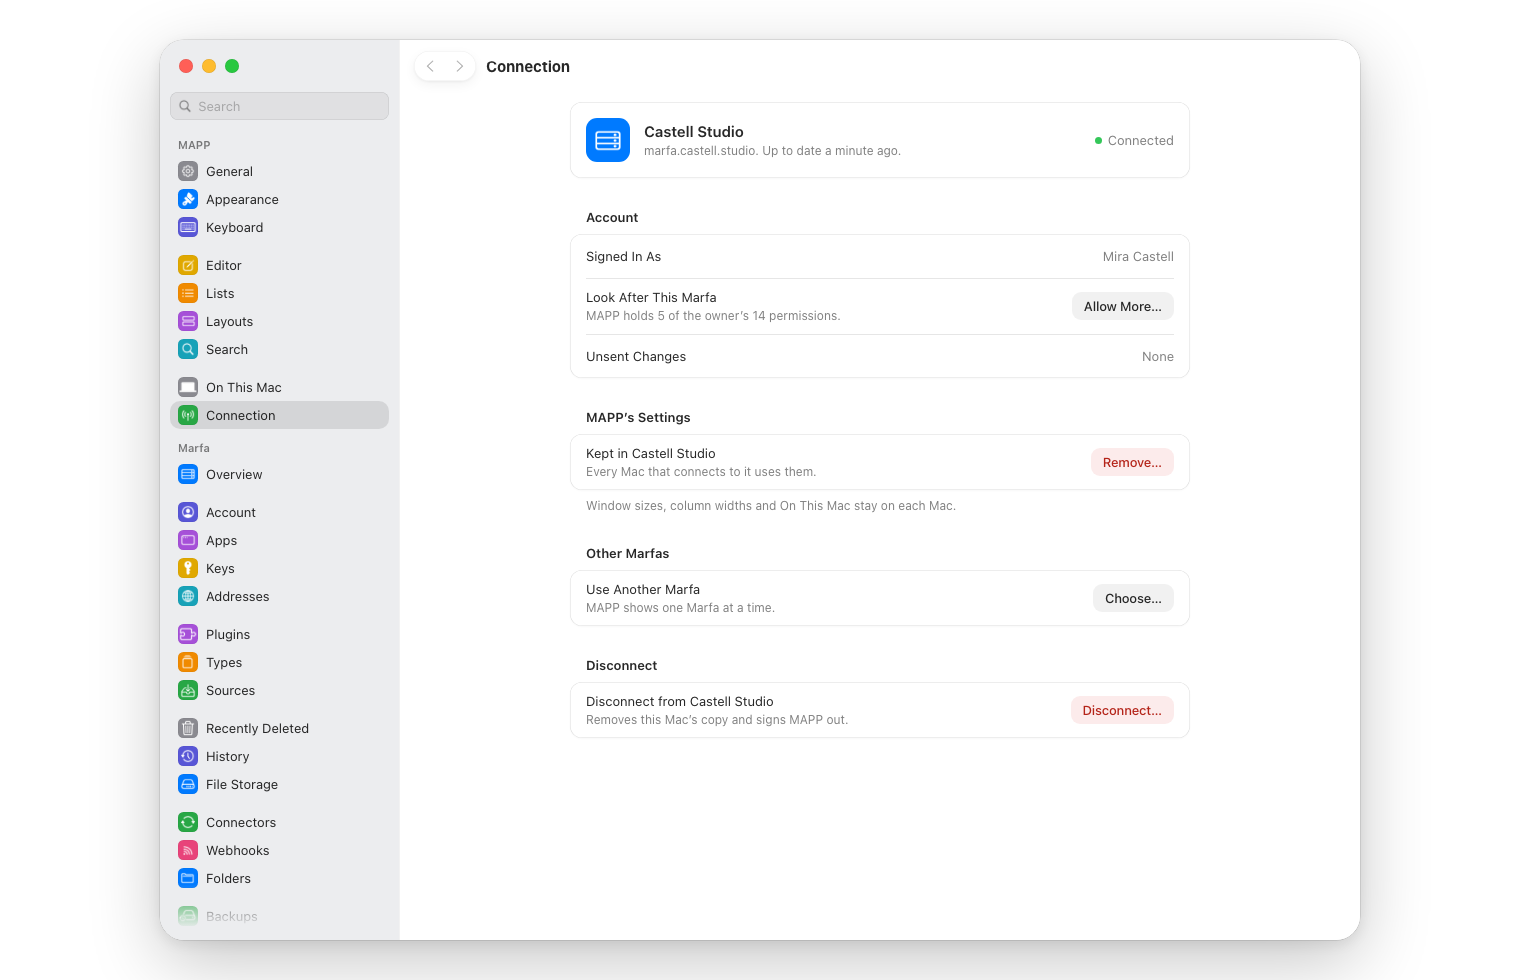 Connection
Search
MAPP
General
Appearance
Keyboard
Editor
Lists
Layouts
Search
On This Mac
Connection
Marfa
Overview
Account
Apps
Keys
Addresses
Plugins
Types
Sources
Recently Deleted
History
File Storage
Connectors
Webhooks
Folders
Backups
Castell Studio
marfa.castell.studio. Up to date a minute ago.
Connected
Account
Signed In As
Mira Castell
Look After This Marfa
MAPP holds 5 of the owner’s 14 permissions.
Allow More…
Unsent Changes
None
MAPP’s Settings
Kept in Castell Studio
Every Mac that connects to it uses them.
Remove…
Window sizes, column widths and On This Mac stay on each Mac.
Other Marfas
Use Another Marfa
MAPP shows one Marfa at a time.
Choose…
Disconnect
Disconnect from Castell Studio
Removes this Mac’s copy and signs MAPP out.
Disconnect…